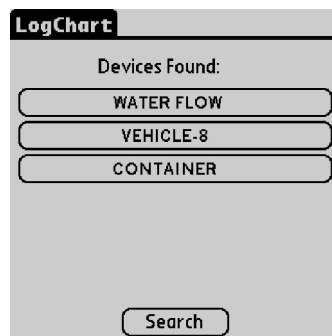 LogChart
Devices Found:
WATER FLOW
VEHICLE-8
CONTAINER
Search